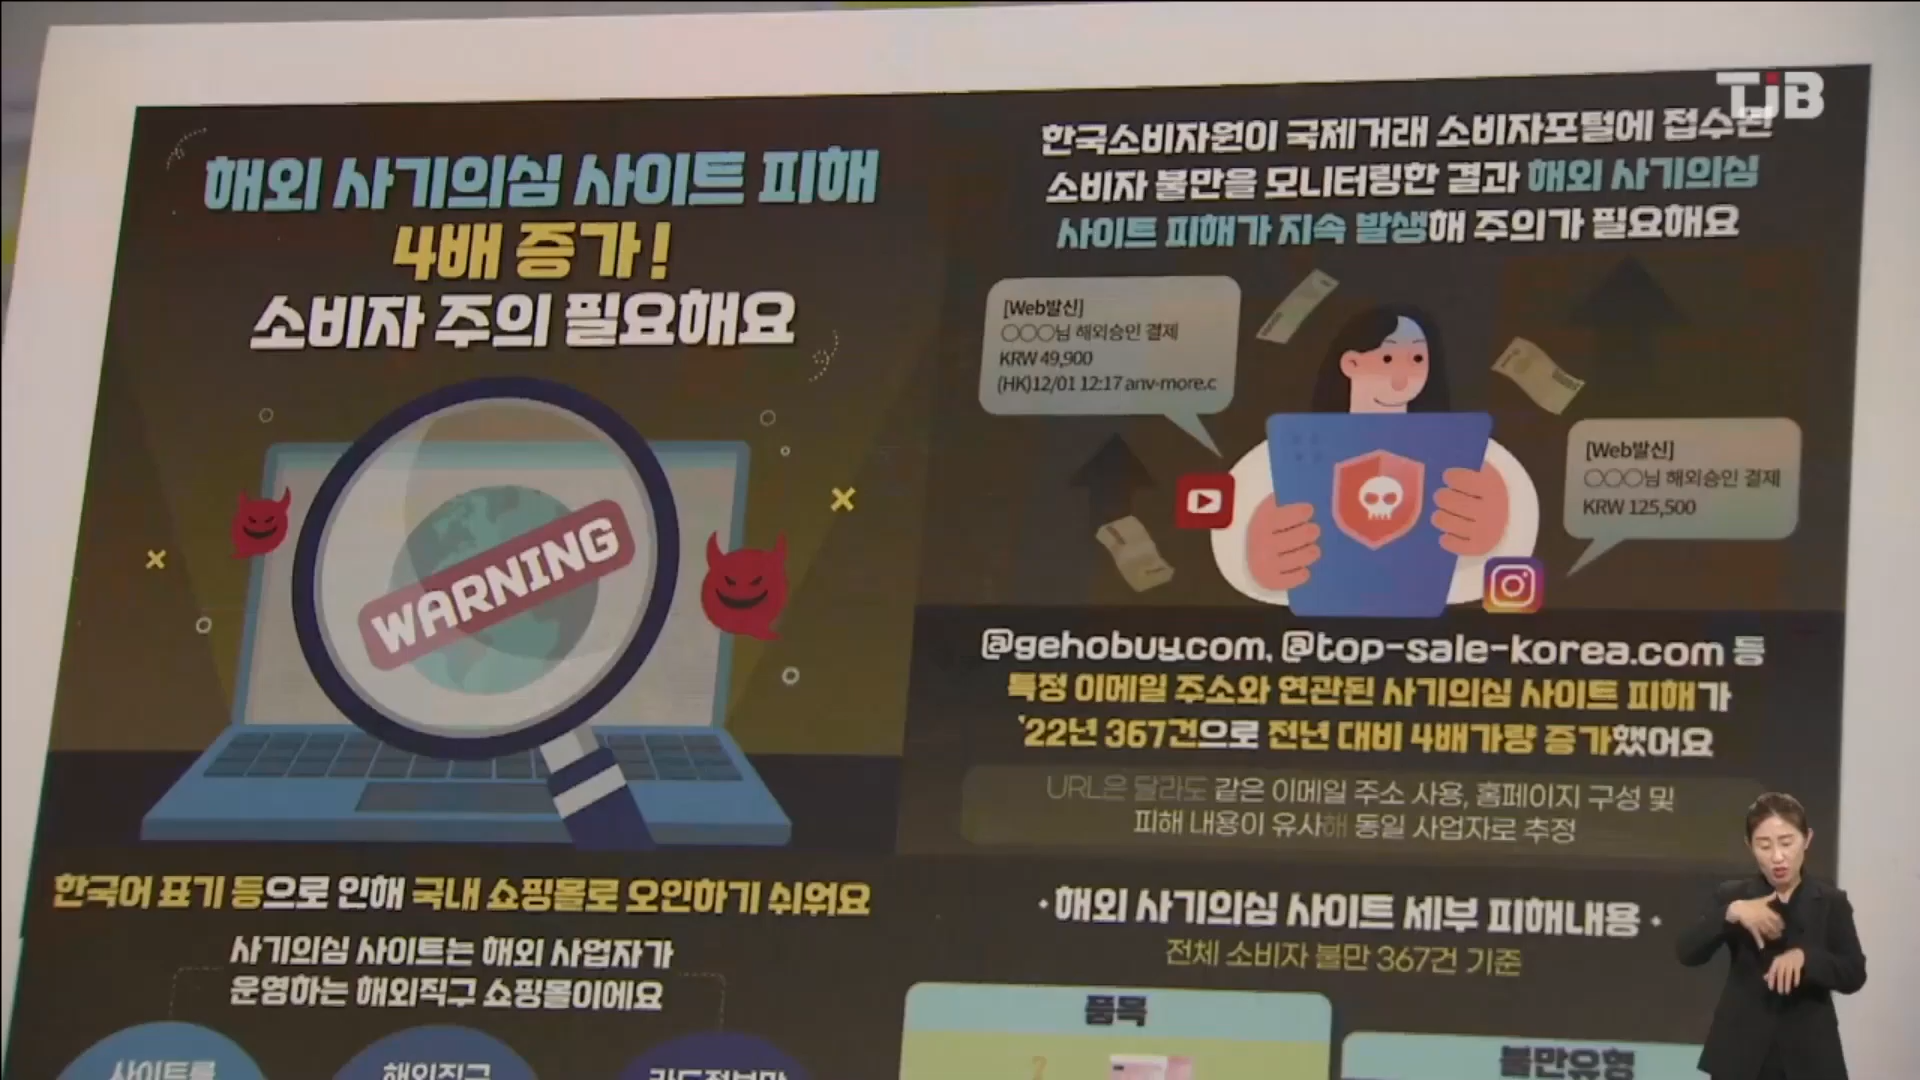 TJB
해외 사기의심 사이트 피해
4배 증가!
소비자 주의 필요해요
WARNING
한국어 표기 등으로 인해 국내 쇼핑몰로 오인하기 쉬워요
사기의심 사이트는 해외 사업자가
운영하는 해외직구 쇼핑몰이에요
사이트를
해외직구
한국소비자원이 국제거래 소비자포털에 접수된
소비자 불만을 모니터링한 결과 해외 사기의심
사이트 피해가 지속 발생해 주의가 필요해요
[Web발신]
○○○님 해외승인 결제
KRW 49,900
(HK)12/01 12:17 anv-more.c
[Web발신]
○○○님 해외승인 결제
KRW 125,500
@gehobuy.com, @top-sale-korea.com 등
특정 이메일 주소와 연관된 사기의심 사이트 피해가
'22년 367건으로 전년 대비 4배가량 증가했어요
URL은 달라도 같은 이메일 주소 사용, 홈페이지 구성 및
피해 내용이 유사해 동일 사업자로 추정
· 해외 사기의심 사이트 세부 피해내용 ·
전체 소비자 불만 367건 기준
품목
불만유형